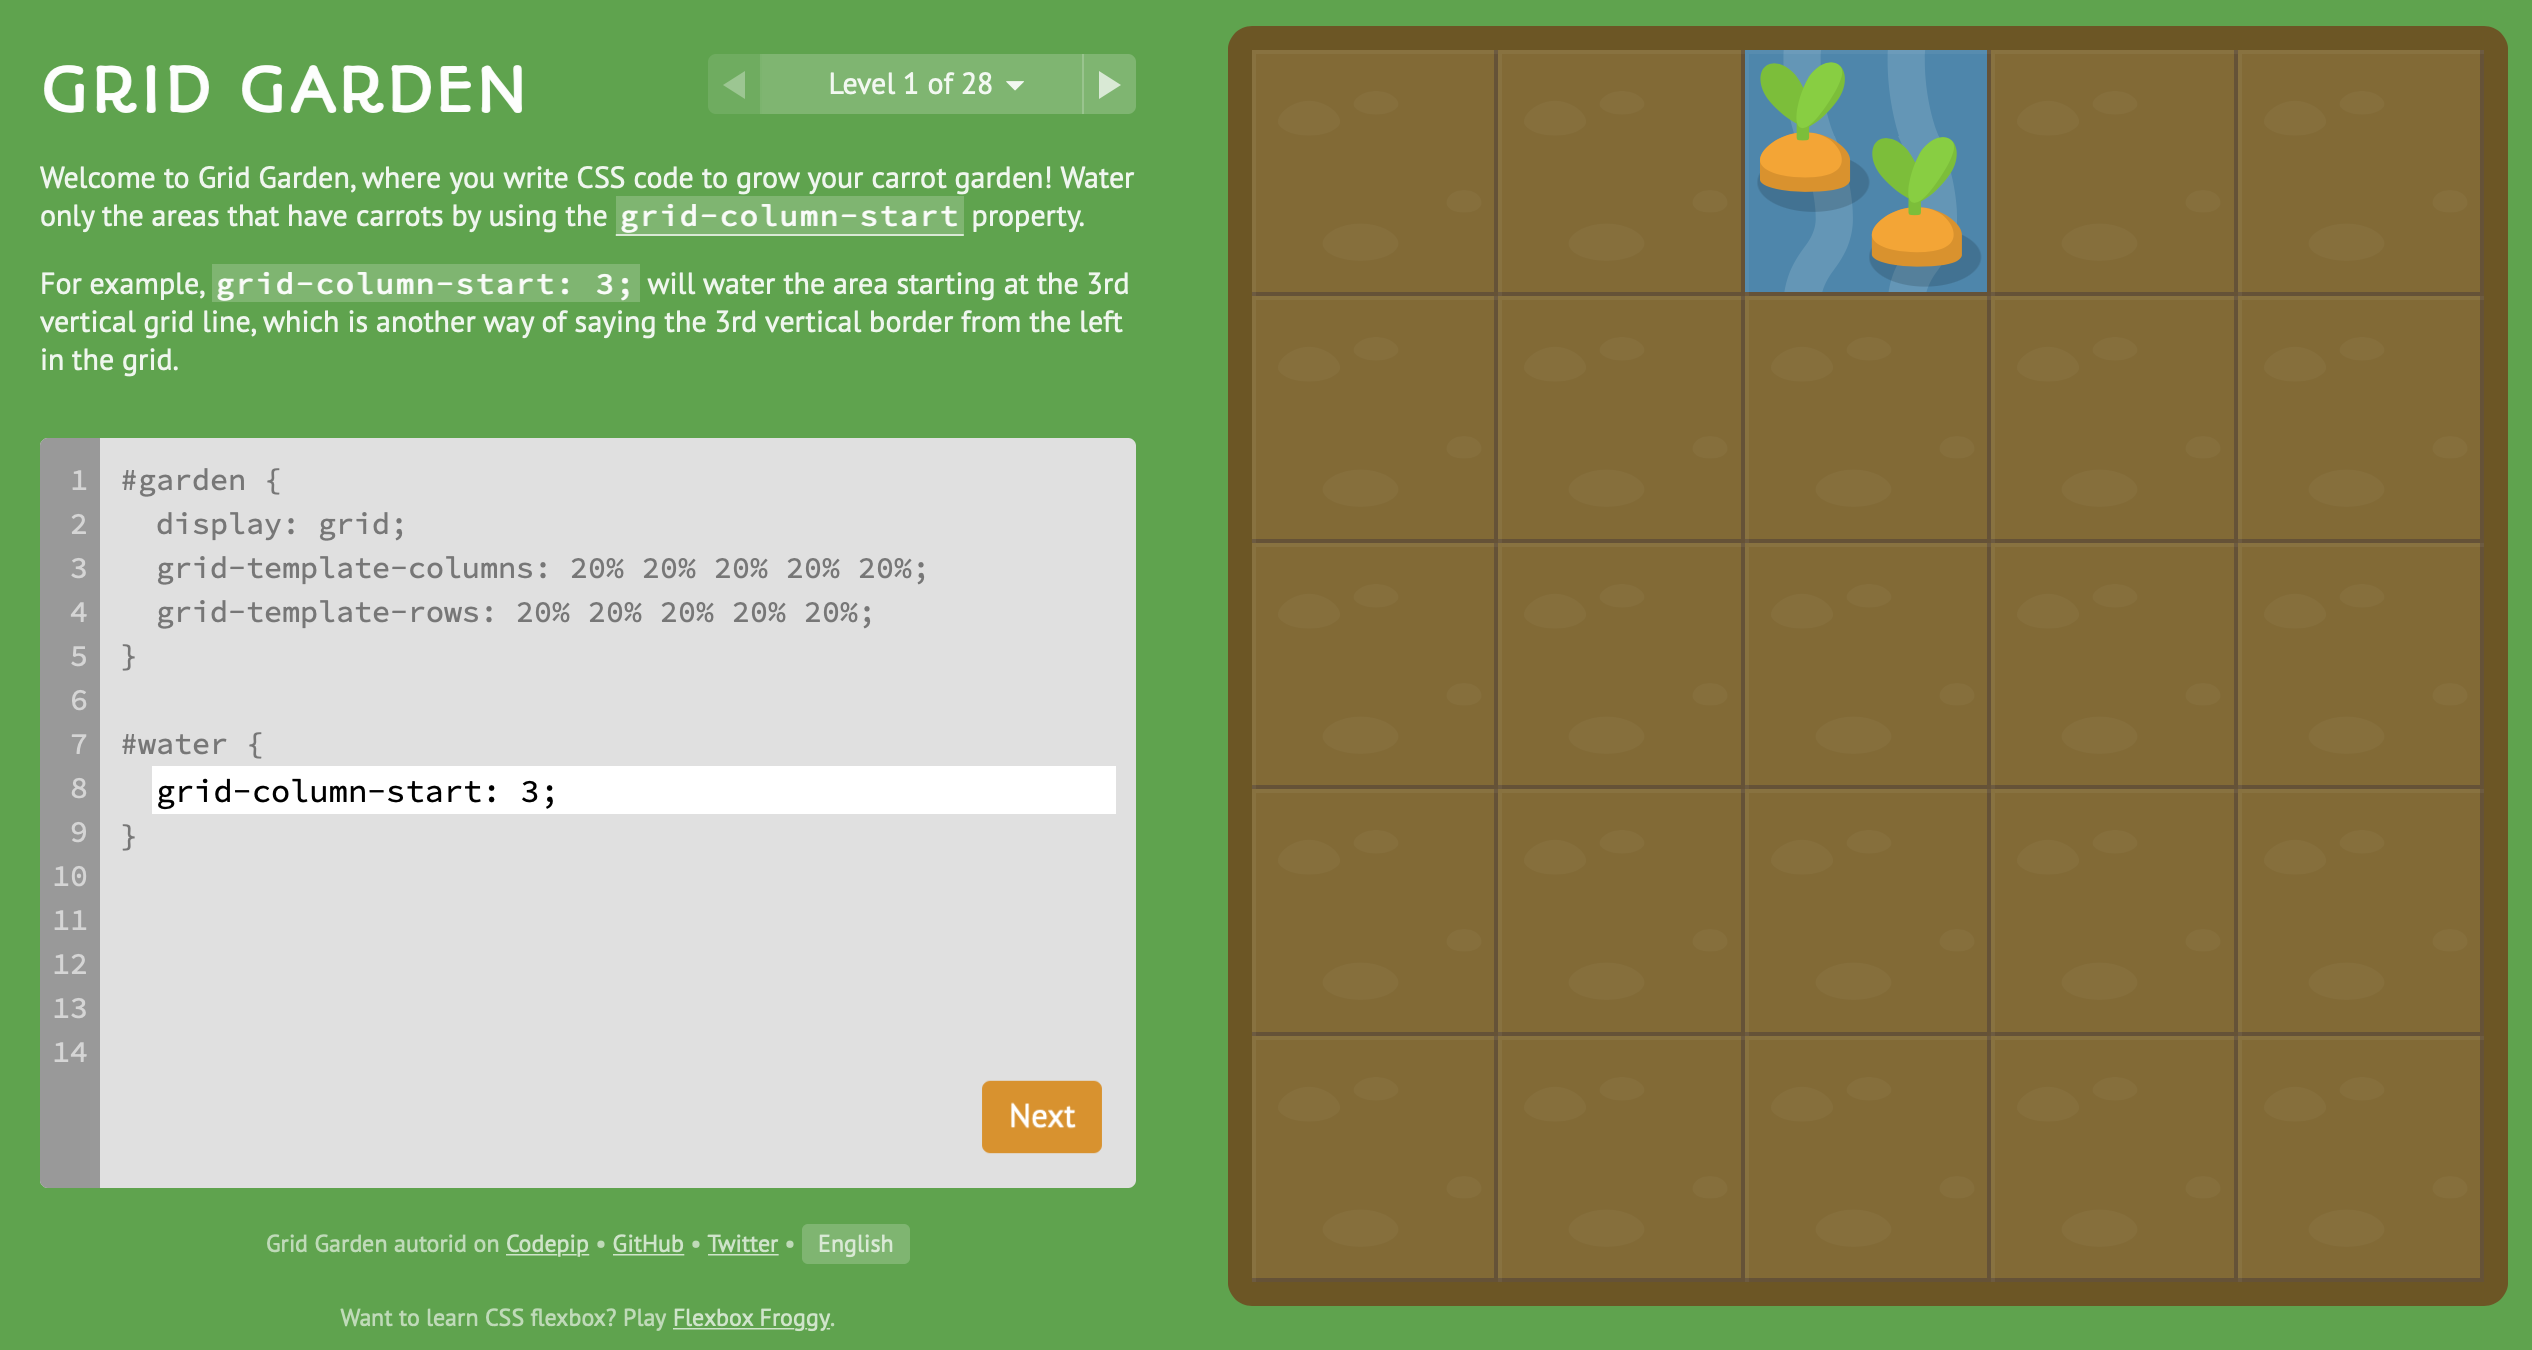 GRID GARDEN
Level 1 of 28
Welcome to Grid Garden, where you write CSS code to grow your carrot garden! Water
only the areas that have carrots by using the grid-column-start property.
For example, grid-column-start: 3; will water the area starting at the 3rd
vertical grid line, which is another way of saying the 3rd vertical border from the left
in the grid.
1 #garden {
2 display: grid;
3 grid-template-columns: 20% 20% 20% 20% 20%;
4 grid-template-rows: 20% 20% 20% 20% 20%;
5 }
6
7 #water {
8 grid-column-start: 3;
9 }
10
11
12
13
14
Next
Grid Garden autorid on Codepip • GitHub • Twitter • English
Want to learn CSS flexbox? Play Flexbox Froggy.